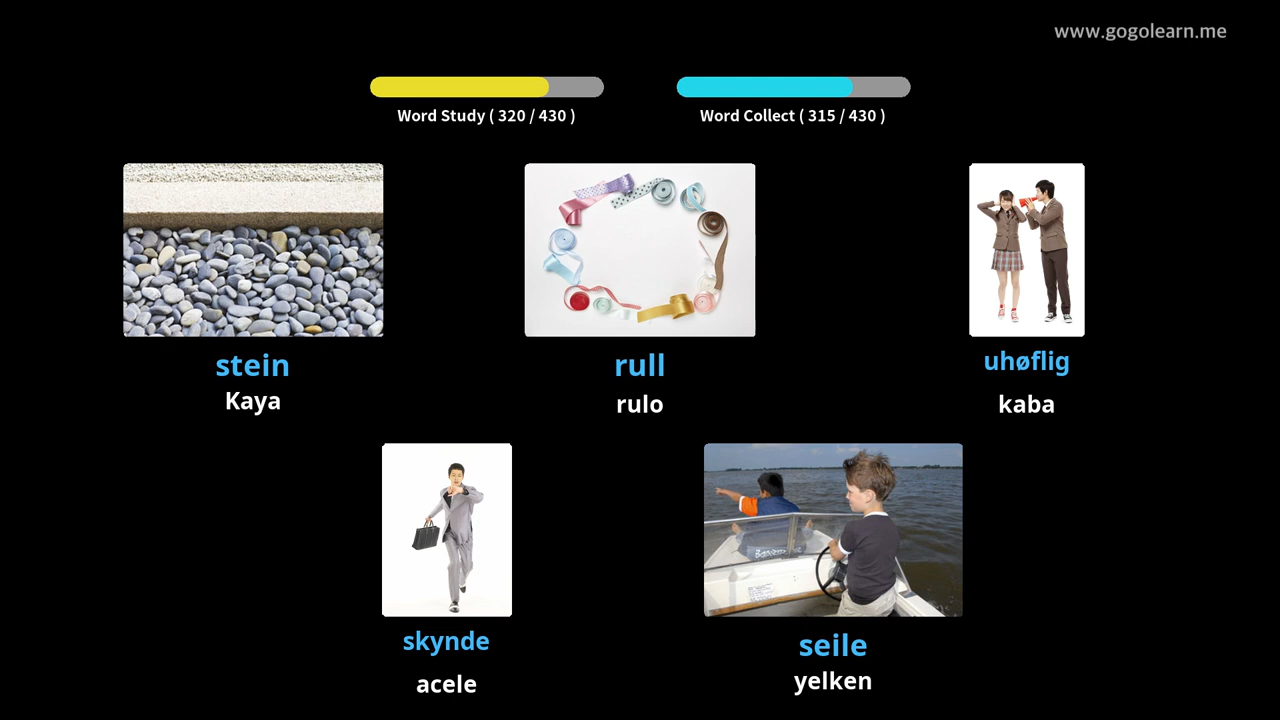 www.gogolearn.me
Word Study ( 320 / 430 )
Word Collect ( 315 / 430 )
stein
Kaya
rull
rulo
uhøflig
kaba
skynde
acele
seile
yelken